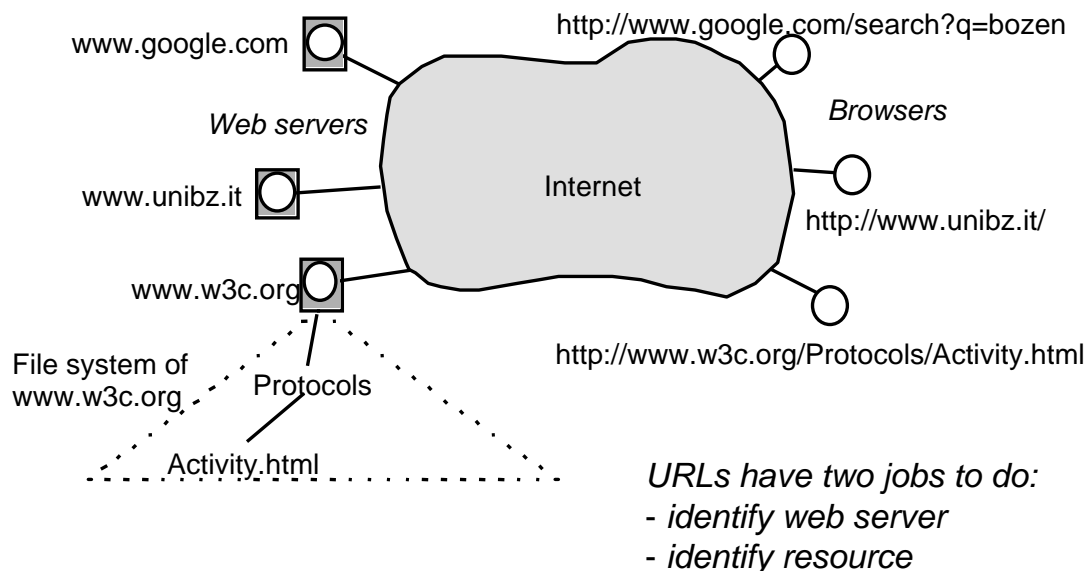 http://www.google.com/search?q=bozen
www.google.com
Web servers
Browsers
www.unibz.it
Internet
http://www.unibz.it/
www.w3c.org
http://www.w3c.org/Protocols/Activity.html
File system of
www.w3c.org
Protocols
Activity.html
URLs have two jobs to do:
- identify web server
- identify resource